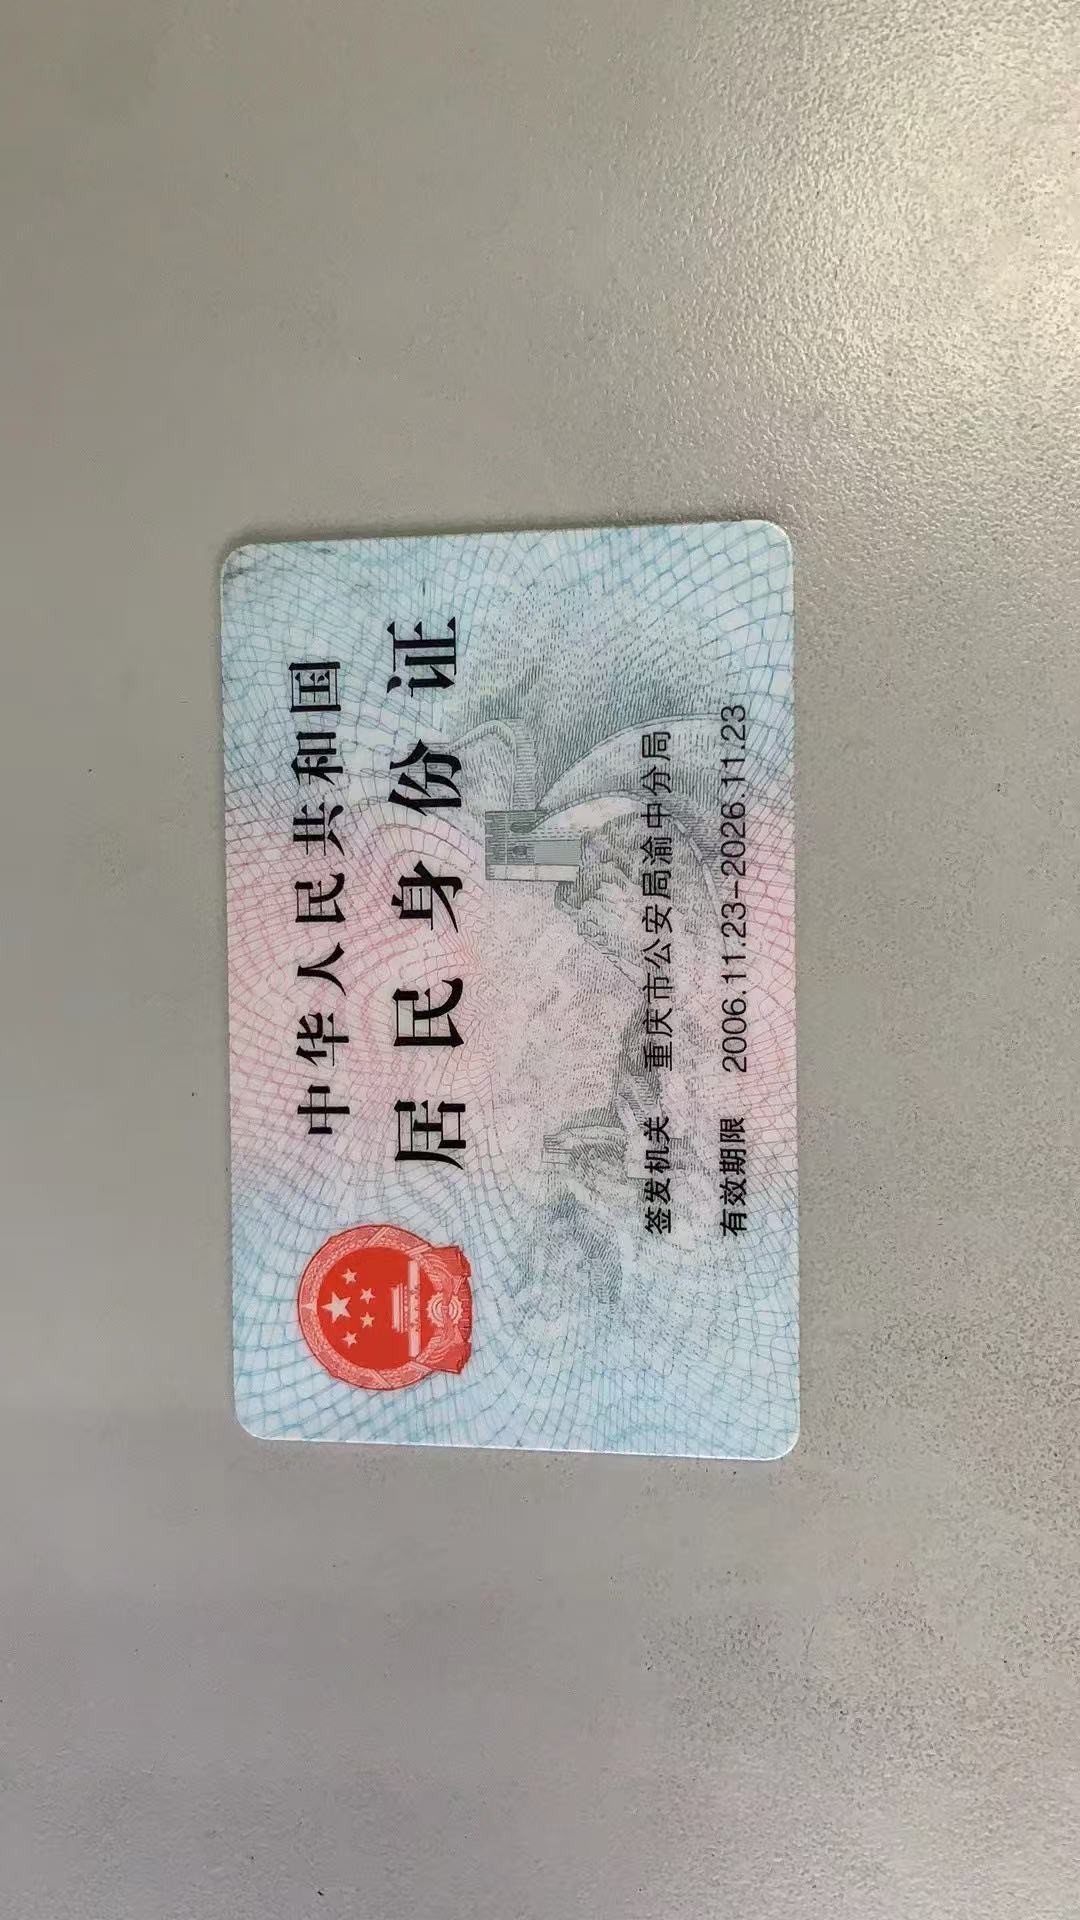 中华人民共和国
居民身份证
签发机关 重庆市公安局渝中分局
有效期限 2006.11.23-2026.11.23